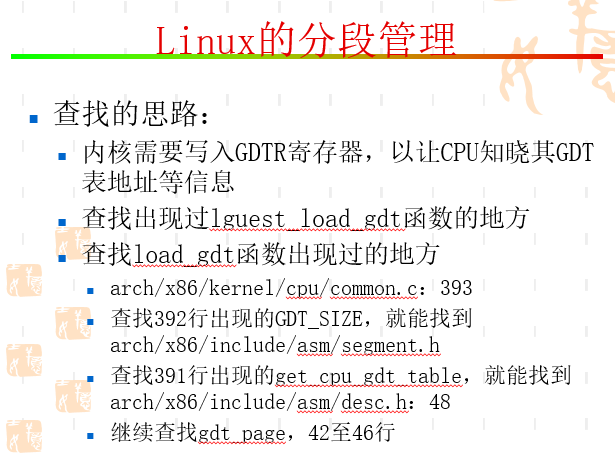 Linux的分段管理
查找的思路：
内核需要写入GDTR寄存器，以让CPU知晓其GDT
表地址等信息
查找出现过lguest_load_gdt函数的地方
查找load_gdt函数出现过的地方
arch/x86/kernel/cpu/common.c：393
查找392行出现的GDT_SIZE，就能找到
arch/x86/include/asm/segment.h
查找391行出现的get_cpu_gdt_table，就能找到
arch/x86/include/asm/desc.h：48
继续查找gdt_page，42至46行